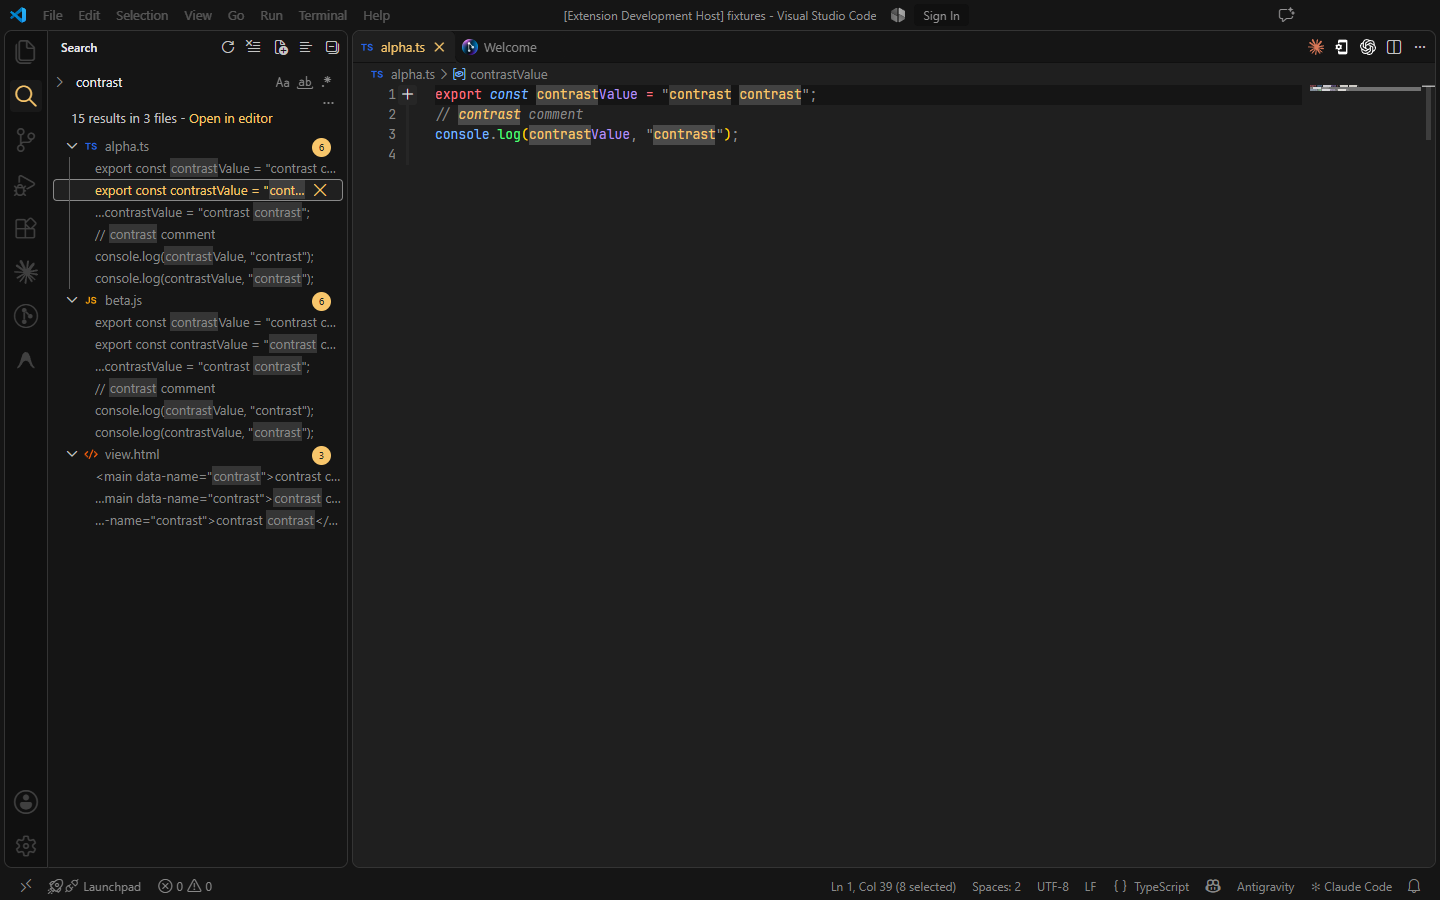 File Edit Selection View Go Run Terminal Help
[Extension Development Host] fixtures - Visual Studio Code
Sign In
Search
contrast
Aa ab .*
15 results in 3 files - Open in editor
TS alpha.ts 6
export const contrastValue = "contrast c...
export const contrastValue = "cont...
...contrastValue = "contrast contrast";
// contrast comment
console.log(contrastValue, "contrast");
console.log(contrastValue, "contrast");
JS beta.js 6
export const contrastValue = "contrast c...
export const contrastValue = "contrast c...
...contrastValue = "contrast contrast";
// contrast comment
console.log(contrastValue, "contrast");
console.log(contrastValue, "contrast");
</> view.html 3
<main data-name="contrast">contrast c...
...main data-name="contrast">contrast c...
...-name="contrast">contrast contrast</...
TS alpha.ts
Welcome
TS alpha.ts > contrastValue
1 export const contrastValue = "contrast contrast";
2 // contrast comment
3 console.log(contrastValue, "contrast");
4
Launchpad 0 0
Ln 1, Col 39 (8 selected) Spaces: 2 UTF-8 LF { } TypeScript Antigravity Claude Code